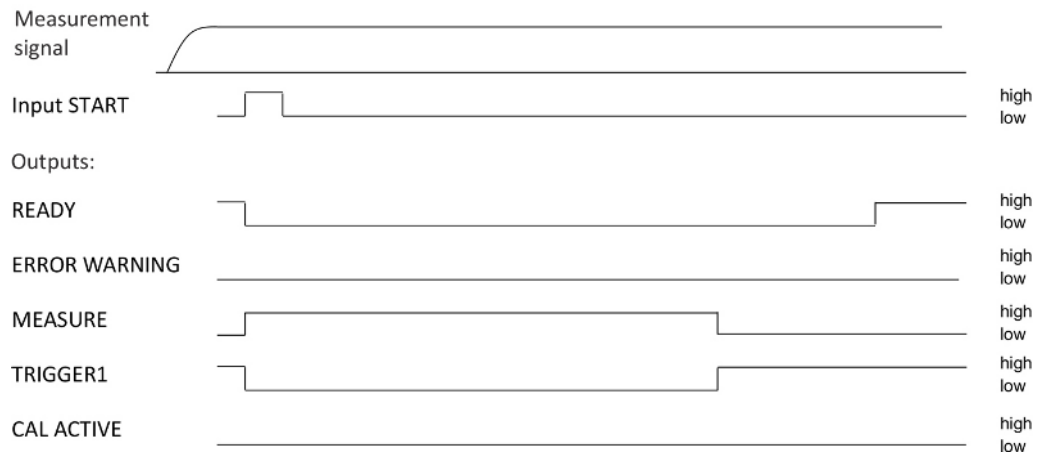 Measurement
signal
Input START
high
low
Outputs:
READY
high
low
ERROR WARNING
high
low
MEASURE
high
low
TRIGGER1
high
low
CAL ACTIVE
high
low